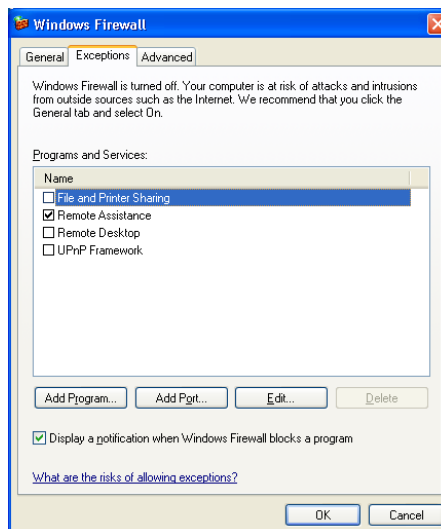 Windows Firewall
General Exceptions Advanced
Windows Firewall is turned off. Your computer is at risk of attacks and intrusions
from outside sources such as the Internet. We recommend that you click the
General tab and select On.
Programs and Services:
Name
File and Printer Sharing
Remote Assistance
Remote Desktop
UPnP Framework
Add Program... Add Port... Edit... Delete
Display a notification when Windows Firewall blocks a program
What are the risks of allowing exceptions?
OK Cancel